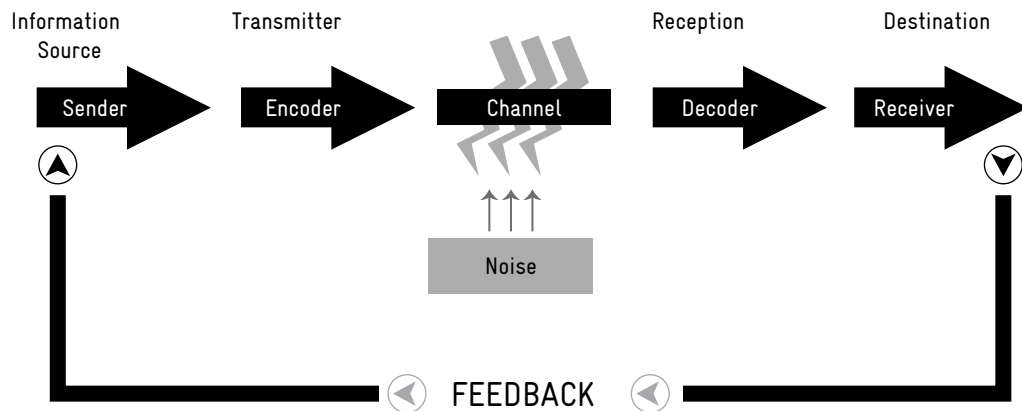 Information
Source
Transmitter
Reception
Destination
Sender
Encoder
Channel
Decoder
Receiver
Noise
FEEDBACK